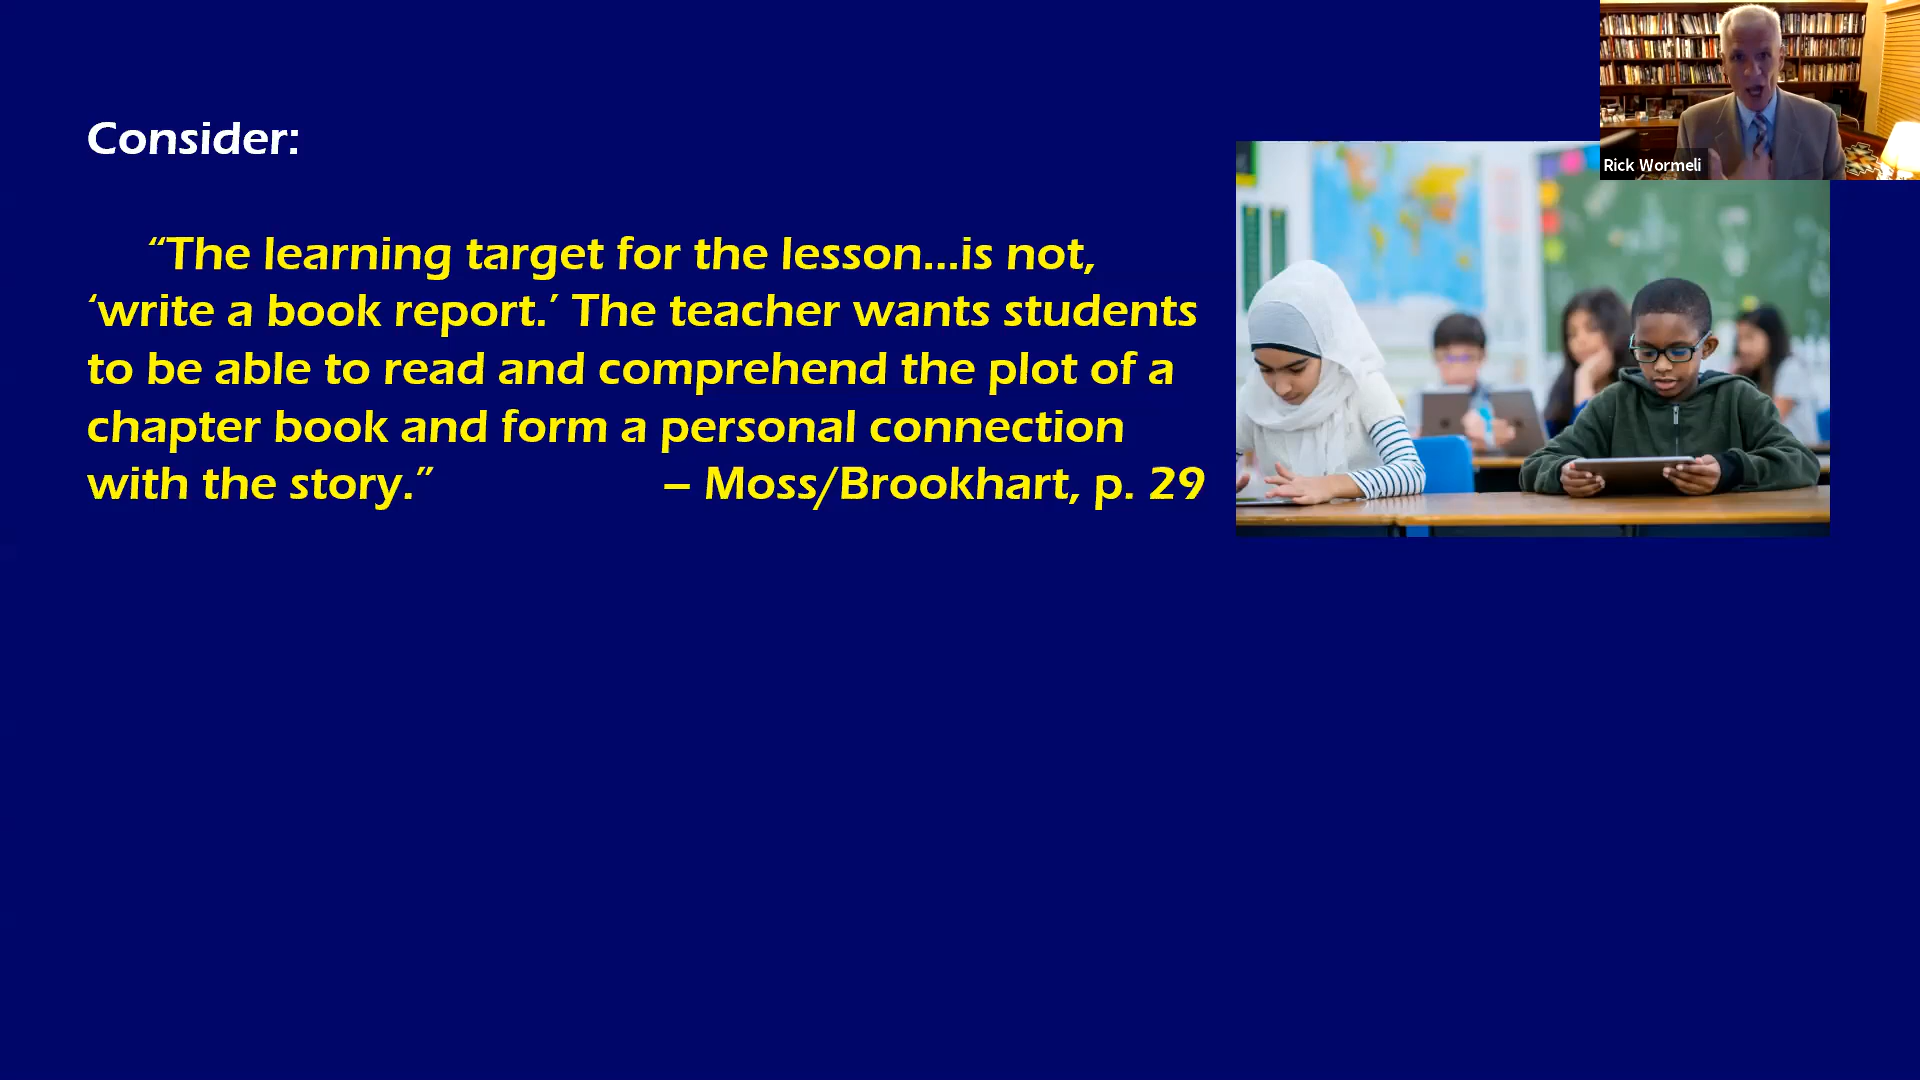 Consider:
“The learning target for the lesson...is not,
‘write a book report.’ The teacher wants students
to be able to read and comprehend the plot of a
chapter book and form a personal connection
with the story.” – Moss/Brookhart, p. 29
Rick Wormeli